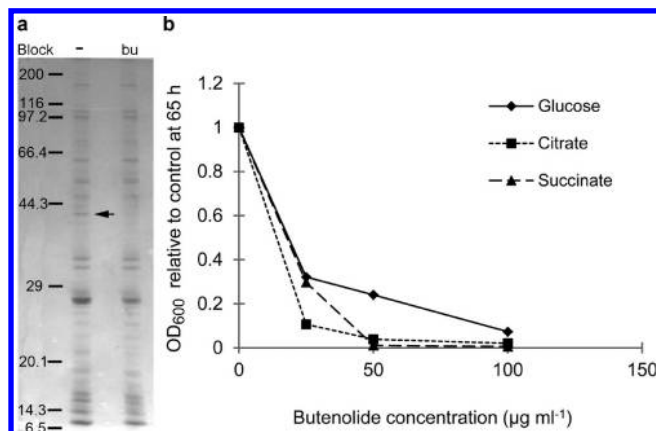 a
b
Block – bu
200
116
97.2
66.4
44.3
29
20.1
14.3
6.5
OD600 relative to control at 65 h
1.2
1
0.8
0.6
0.4
0.2
0
Glucose
Citrate
Succinate
0 50 100 150
Butenolide concentration (µg ml-1)